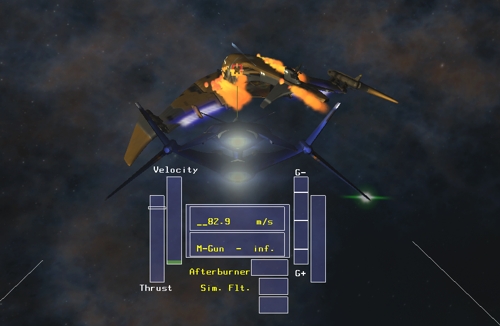 Velocity
G-
__82.9 m/s
M-Gun - inf.
Afterburner
G+
Sim. Flt.
Thrust